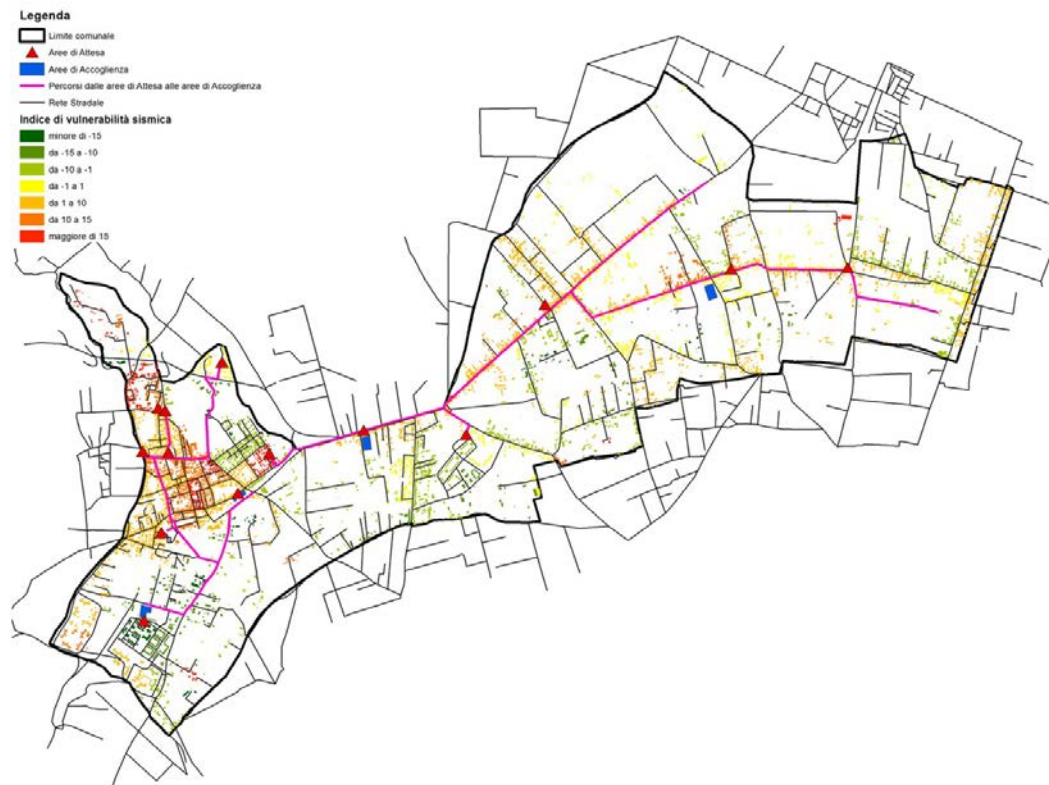 Legenda
Limite comunale
Aree di Attesa
Aree di Accoglienza
Percorsi dalle aree di Attesa alle aree di Accoglienza
Rete Stradale
Indice di vulnerabilità sismica
minore di -15
da -15 a -10
da -10 a -1
da -1 a 1
da 1 a 10
da 10 a 15
maggiore di 15